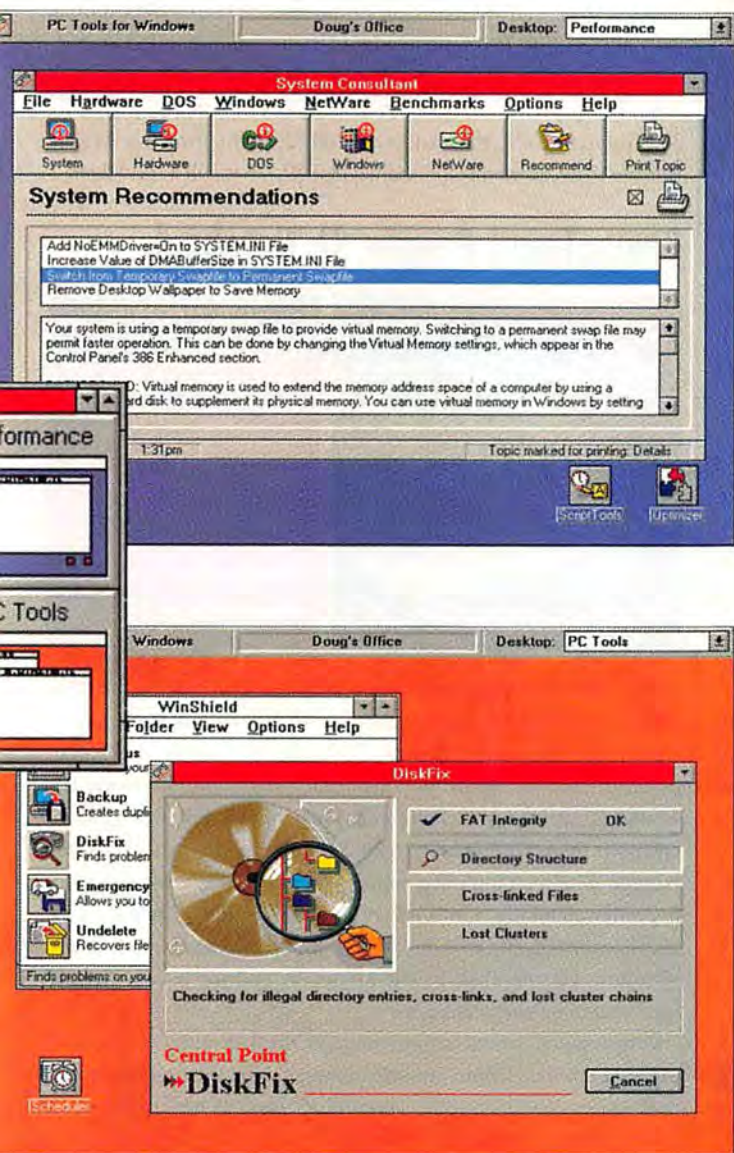 PC Tools for Windows Doug's Office Desktop: Performance
System Consultant
File Hardware DOS Windows NetWare Benchmarks Options Help
System Hardware DOS Windows NetWare Recommend Print Topic
System Recommendations
Add NoEMMDriver=On to SYSTEM.INI File
Increase Value of DMABufferSize in SYSTEM.INI File
Switch from Temporary Swapfile to Permanent Swapfile
Remove Desktop Wallpaper to Save Memory
Your system is using a temporary swap file to provide virtual memory. Switching to a permanent swap file may
permit faster operation. This can be done by changing the Virtual Memory settings, which appear in the
Control Panel's 386 Enhanced section.
D: Virtual memory is used to extend the memory address space of a computer by using a
rd disk to supplement its physical memory. You can use virtual memory in Windows by setting
1:31pm Topic marked for printing: Details
ScriptTools Optimizer
formance
C Tools
Windows Doug's Office Desktop: PC Tools
WinShield
Folder View Options Help
us
your
Backup
Creates dupli
DiskFix
Finds problem
Emergency
Allows you to
Undelete
Recovers file
Finds problems on you
DiskFix
FAT Integrity OK
Directory Structure
Cross-linked Files
Lost Clusters
Checking for illegal directory entries, cross-links, and lost cluster chains
Central Point
DiskFix
Cancel
Scheduler